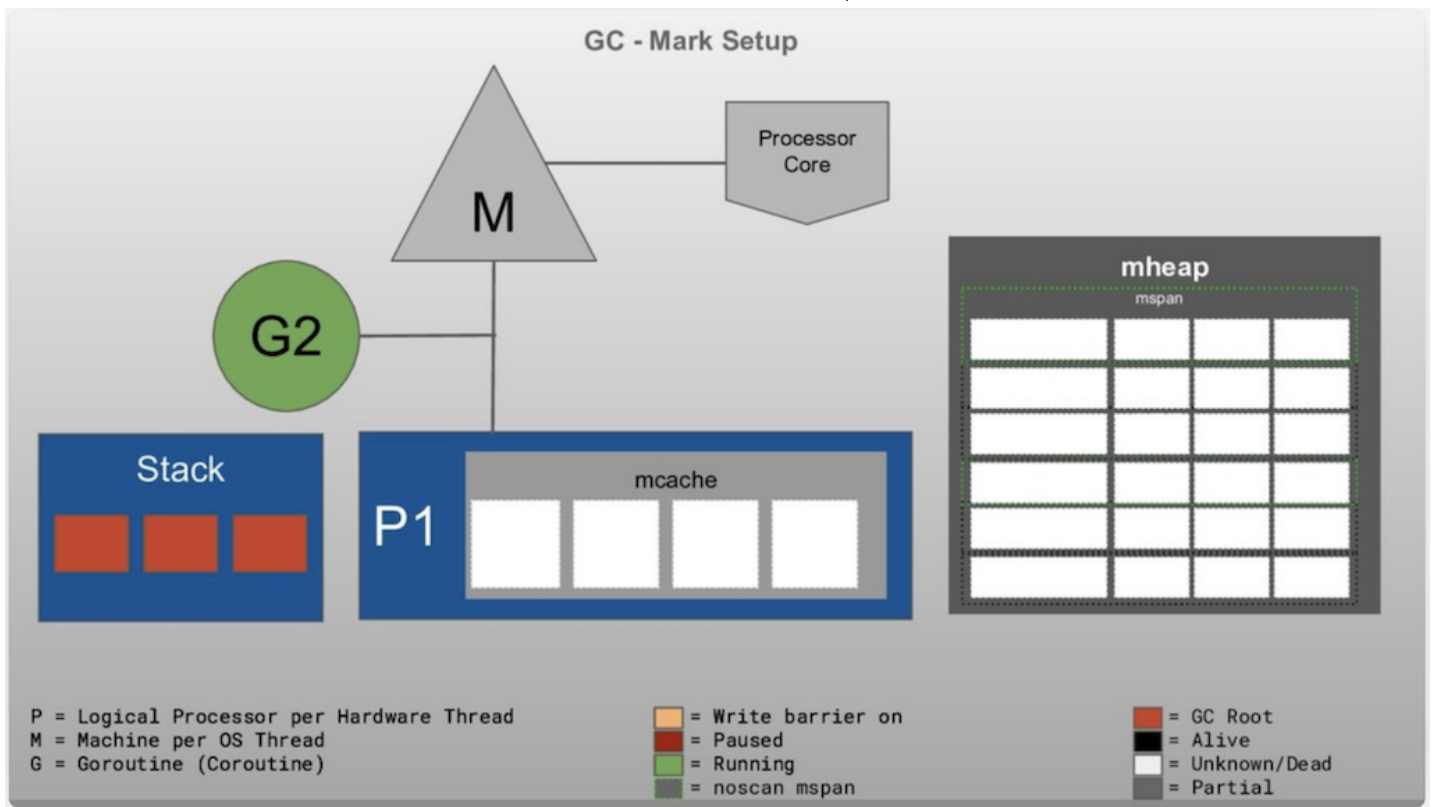 GC - Mark Setup
Processor
Core
M
G2
mheap
mspan
Stack
mcache
P1
P = Logical Processor per Hardware Thread
M = Machine per OS Thread
G = Goroutine (Coroutine)
= Write barrier on
= Paused
= Running
= noscan mspan
= GC Root
= Alive
= Unknown/Dead
= Partial